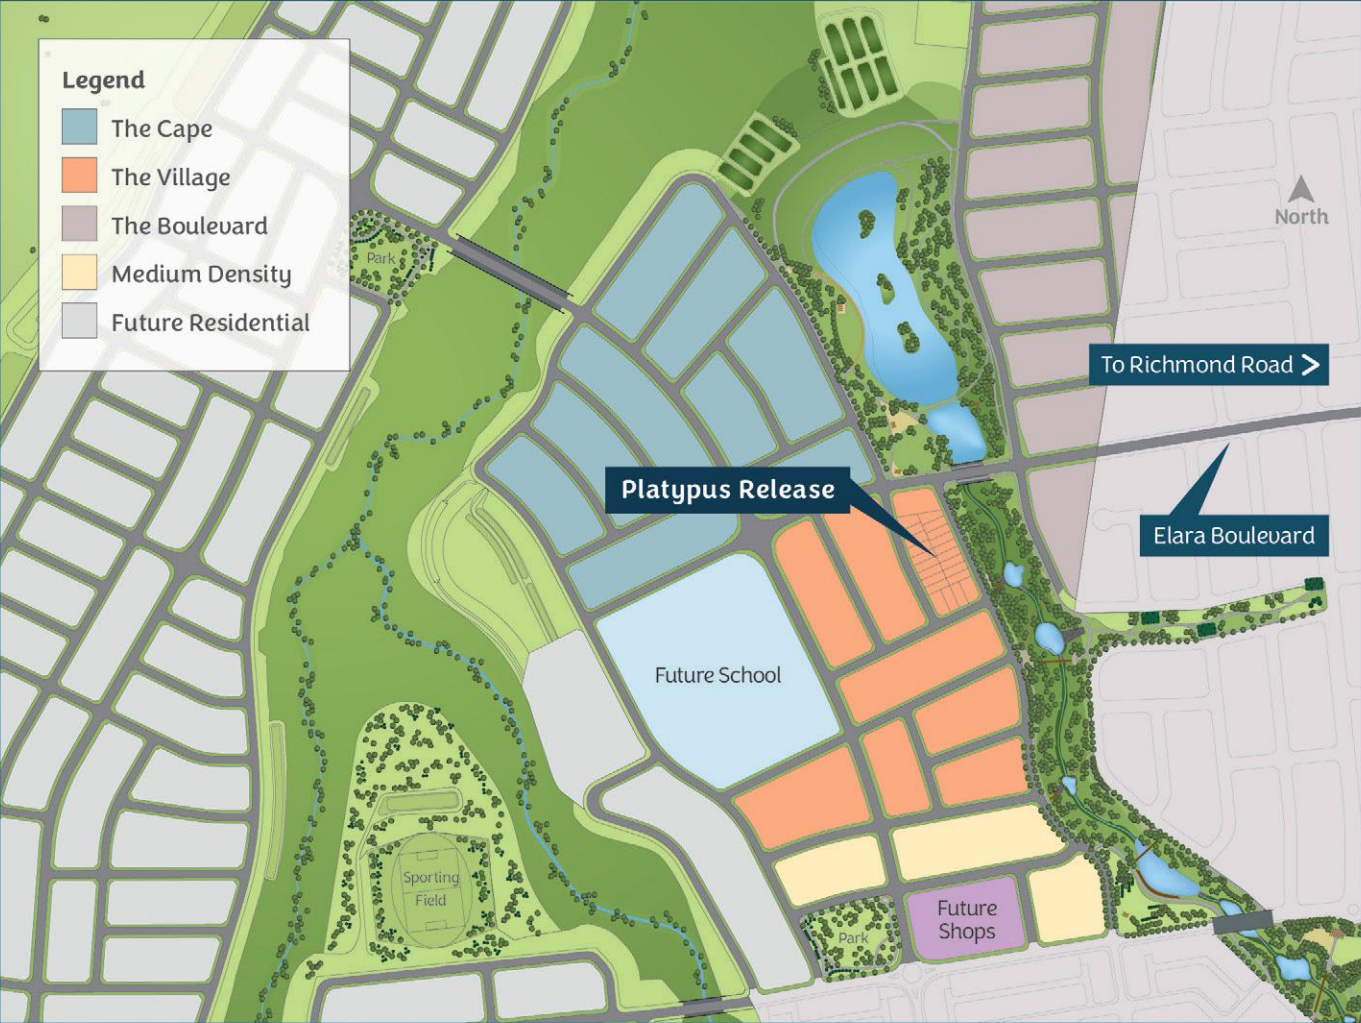 Legend
The Cape
The Village
The Boulevard
Medium Density
Future Residential
Park
North
To Richmond Road >
Platypus Release
Elara Boulevard
Future School
Sporting
Field
Future
Shops
Park